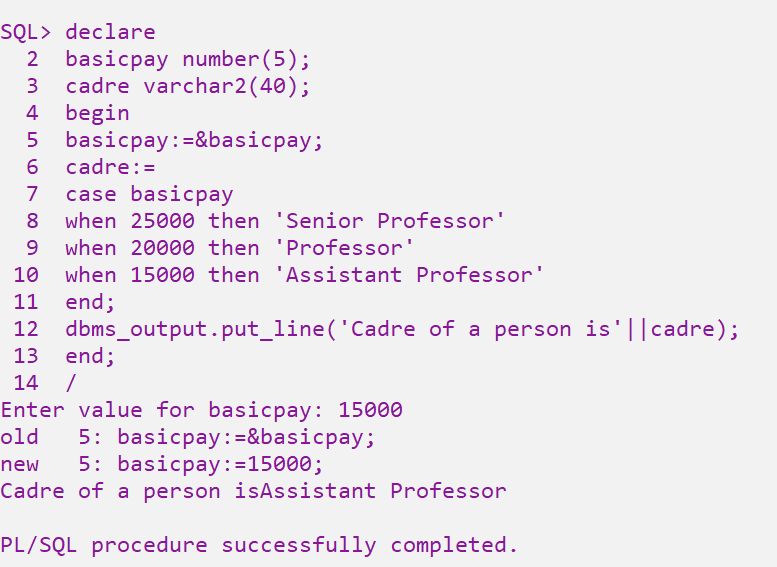 SQL> declare
  2  basicpay number(5);
  3  cadre varchar2(40);
  4  begin
  5  basicpay:=&basicpay;
  6  cadre:=
  7  case basicpay
  8  when 25000 then 'Senior Professor'
  9  when 20000 then 'Professor'
 10  when 15000 then 'Assistant Professor'
 11  end;
 12  dbms_output.put_line('Cadre of a person is'||cadre);
 13  end;
 14  /
Enter value for basicpay: 15000
old   5: basicpay:=&basicpay;
new   5: basicpay:=15000;
Cadre of a person isAssistant Professor
PL/SQL procedure successfully completed.